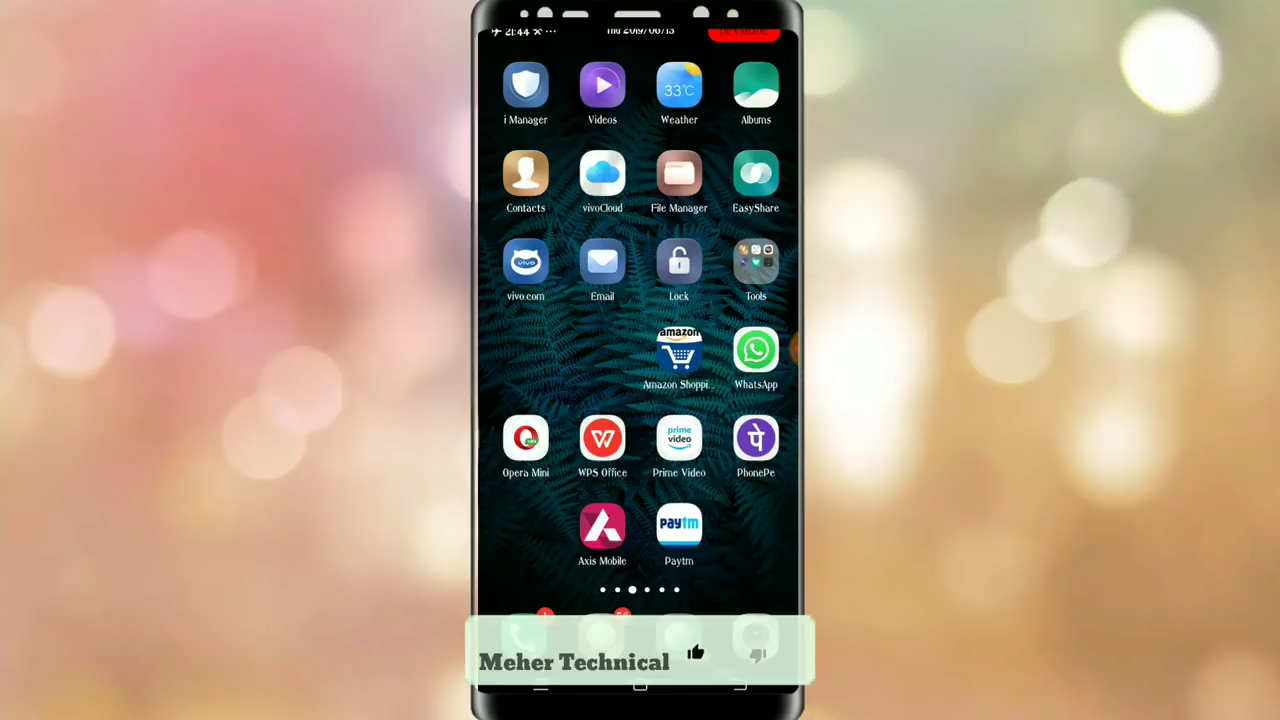 21:44 ...
Thu 2019/06/13
33°C
i Manager Videos Weather Albums
Contacts vivoCloud File Manager EasyShare
vivo
vivo.com Email Lock Tools
amazon
Amazon Shoppi.. WhatsApp
prime video पे
Opera Mini WPS Office Prime Video PhonePe
Paytm
Axis Mobile Paytm
Meher Technical